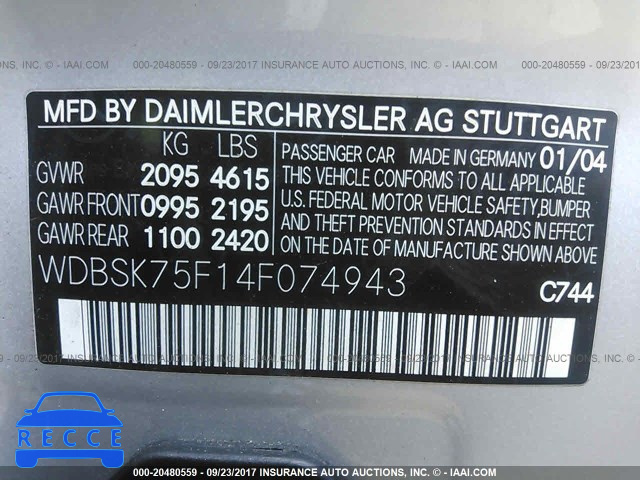 000-20480559 - 09/23/2017 INSURANCE AUTO AUCTIONS, INC. - © IAAI.COM
MFD BY DAIMLERCHRYSLER AG STUTTGART
KG LBS
GVWR 2095 4615
GAWR FRONT 0995 2195
GAWR REAR 1100 2420
PASSENGER CAR MADE IN GERMANY 01/04
THIS VEHICLE CONFORMS TO ALL APPLICABLE
U.S. FEDERAL MOTOR VEHICLE SAFETY, BUMPER
AND THEFT PREVENTION STANDARDS IN EFFECT
ON THE DATE OF MANUFACTURE SHOWN ABOVE
WDBSK75F14F074943
C744
000-20480559 - 09/23/2017 INSURANCE AUTO AUCTIONS, INC. - © IAAI.COM
RECCE
000-20480559 - 09/23/2017 INSURANCE AUTO AUCTIONS, INC. - © IAAI.COM